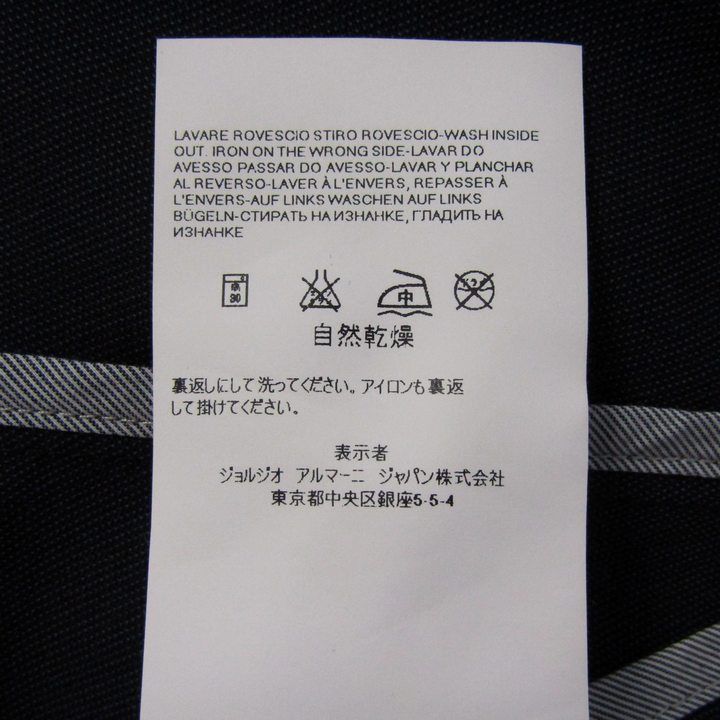 LAVARE ROVESCIO STIRO ROVESCIO-WASH INSIDE
OUT. IRON ON THE WRONG SIDE-LAVAR DO
AVESSO PASSAR DO AVESSO-LAVAR Y PLANCHAR
AL REVERSO-LAVER À L'ENVERS, REPASSER À
L'ENVERS-AUF LINKS WASCHEN AUF LINKS
BÜGELN-СТИРАТЬ НА ИЗНАНКЕ, ГЛАДИТЬ НА
ИЗНАНКЕ
弱 30 中
自然乾燥
裏返しにして洗ってください。アイロンも裏返
して掛けてください。
表示者
ジョルジオ アルマーニ ジャパン株式会社
東京都中央区銀座5-5-4